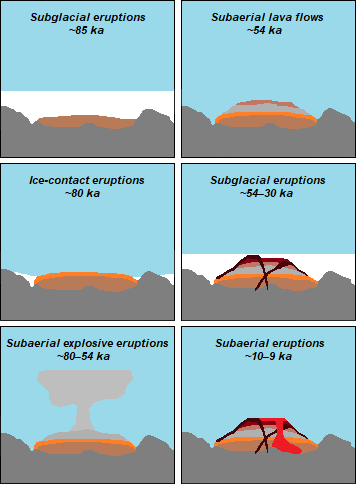 Subglacial eruptions
~85 ka
Ice-contact eruptions
~80 ka
Subaerial explosive eruptions
~80–54 ka
Subaerial lava flows
~54 ka
Subglacial eruptions
~54–30 ka
Subaerial eruptions
~10–9 ka